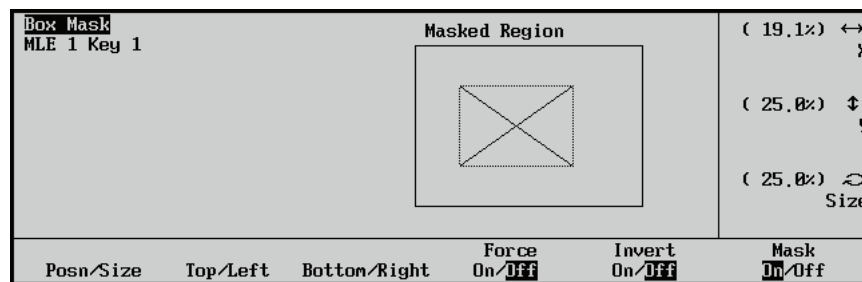 Box Mask
MLE 1 Key 1
Masked Region
( 19.1%) ↔
( 25.0%) ↕
( 25.0%)
Size
Force Invert Mask
Posn/Size Top/Left Bottom/Right On/Off On/Off On/Off